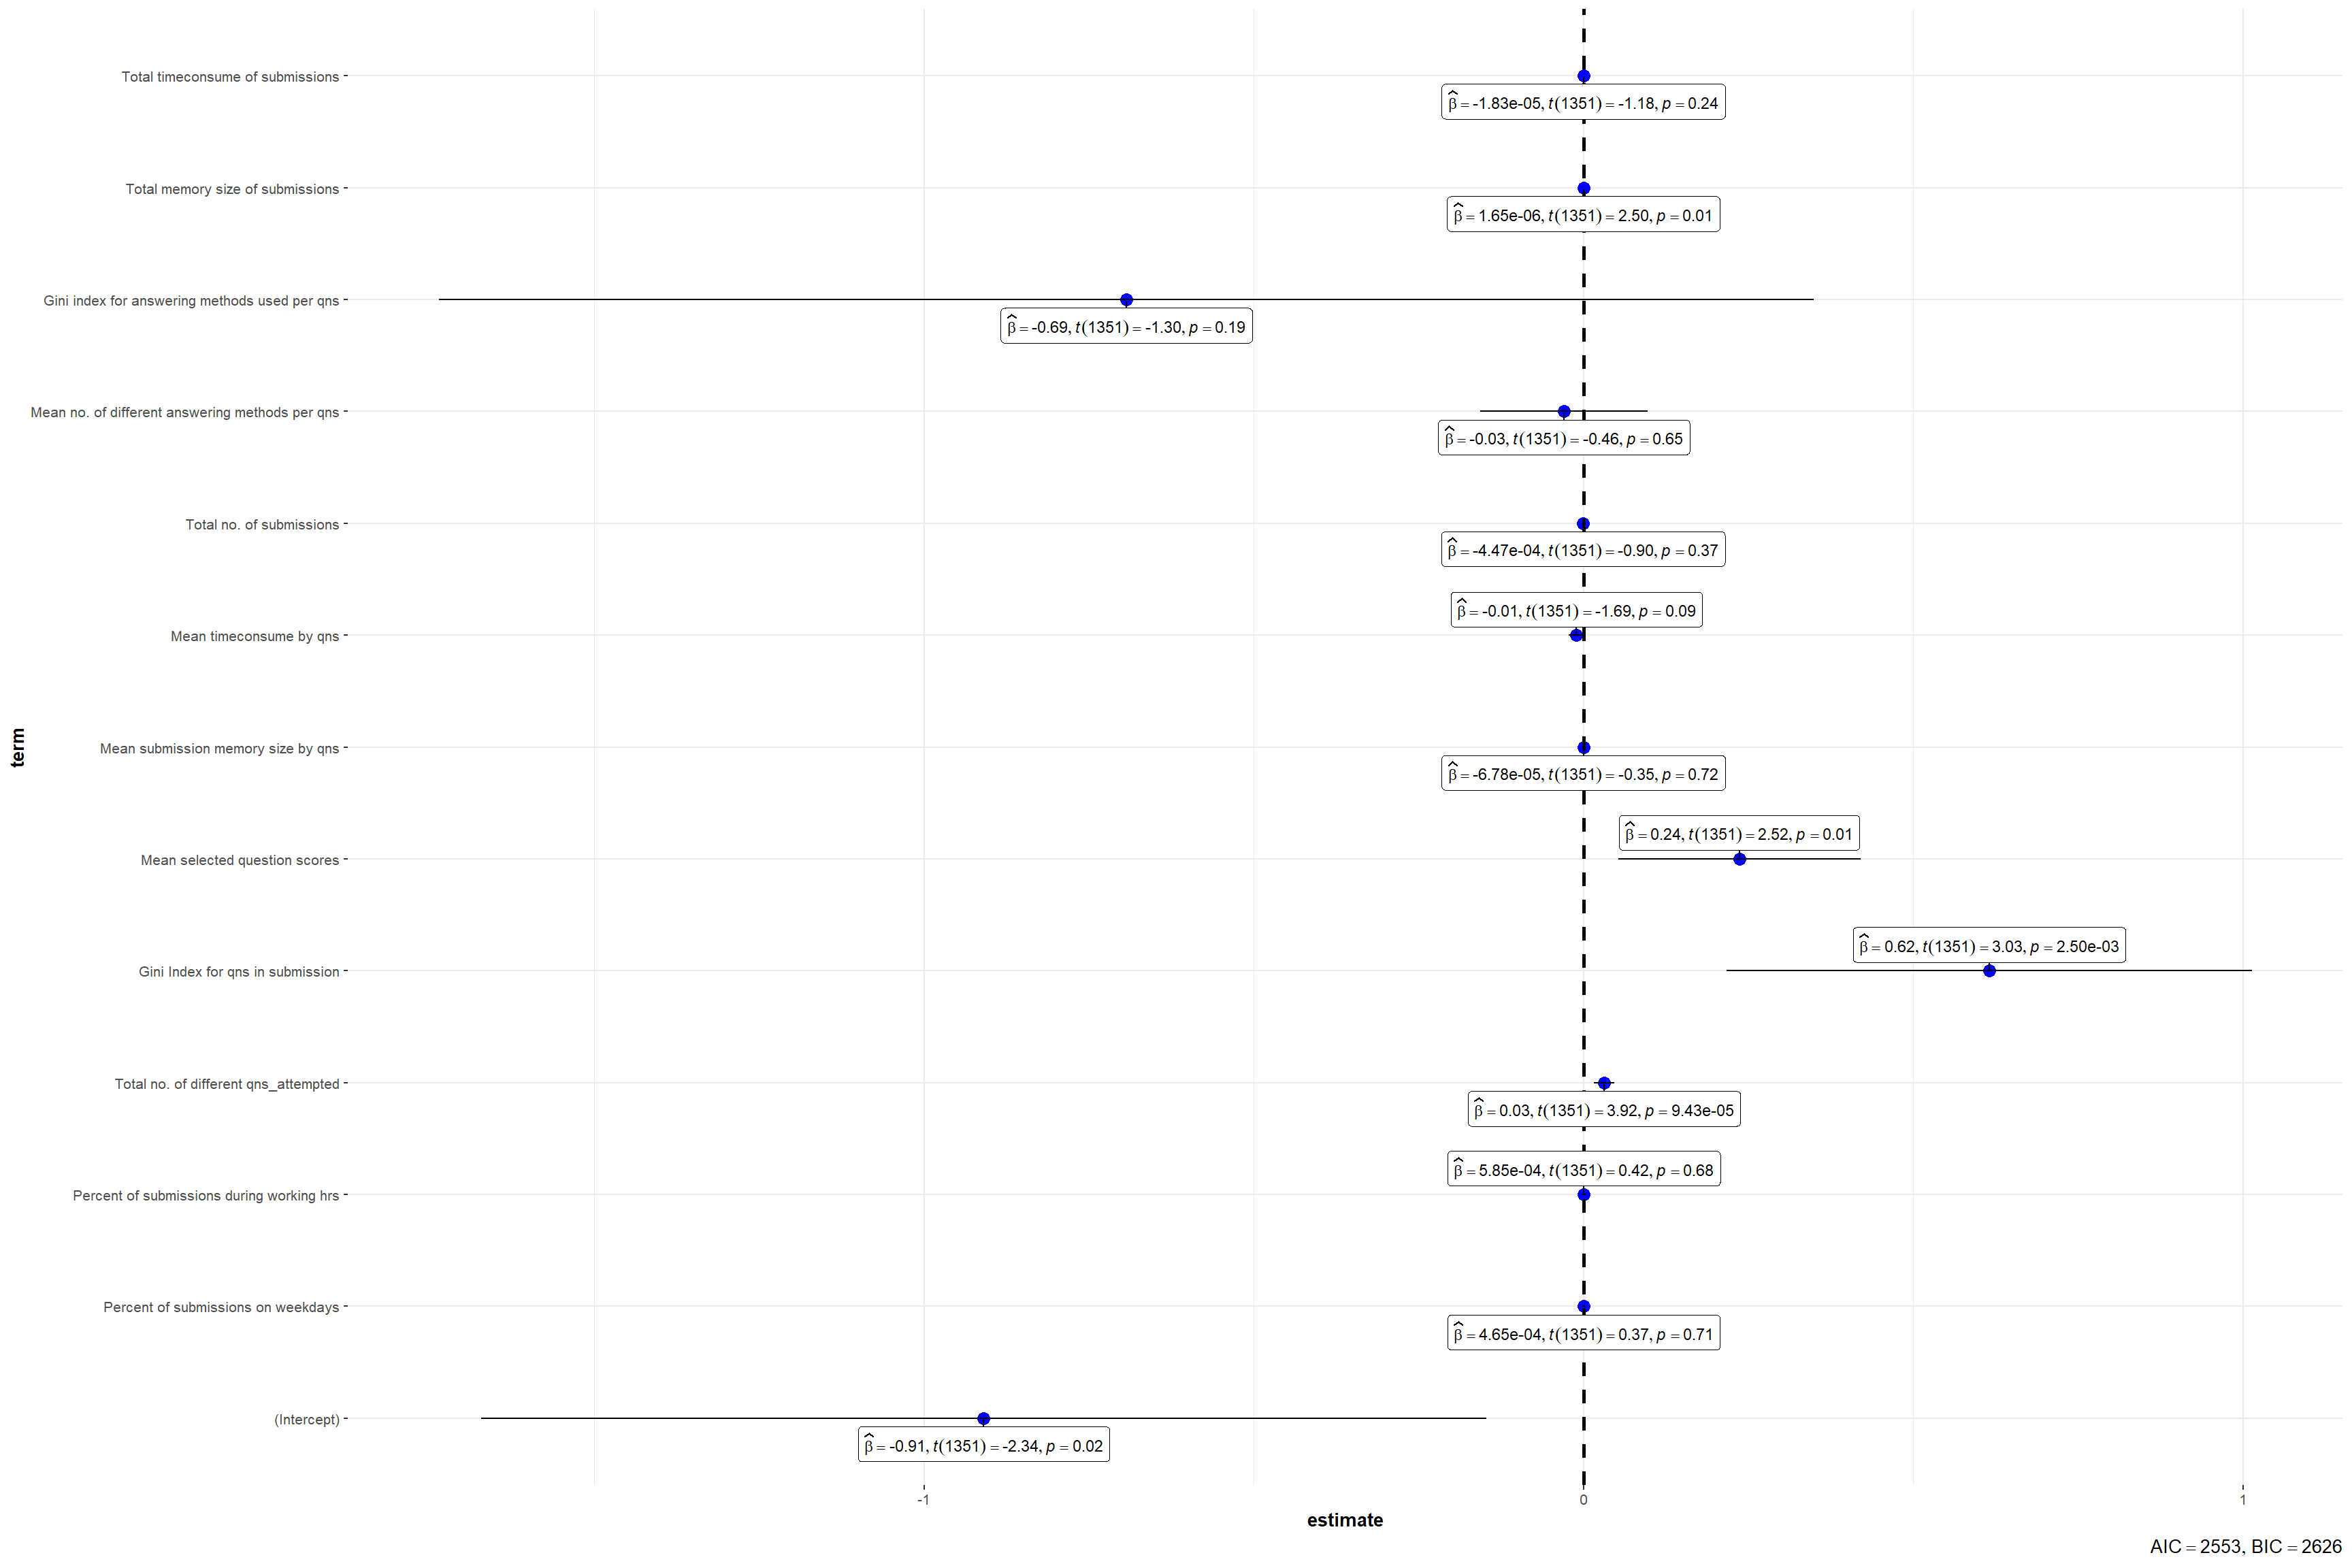 Total timeconsume of submissions
β̂ = -1.83e-05, t(1351) = -1.18, p = 0.24
Total memory size of submissions
β̂ = 1.65e-06, t(1351) = 2.50, p = 0.01
Gini index for answering methods used per qns
β̂ = -0.69, t(1351) = -1.30, p = 0.19
Mean no. of different answering methods per qns
β̂ = -0.03, t(1351) = -0.46, p = 0.65
Total no. of submissions
β̂ = -4.47e-04, t(1351) = -0.90, p = 0.37
β̂ = -0.01, t(1351) = -1.69, p = 0.09
Mean timeconsume by qns
Mean submission memory size by qns
β̂ = -6.78e-05, t(1351) = -0.35, p = 0.72
β̂ = 0.24, t(1351) = 2.52, p = 0.01
Mean selected question scores
β̂ = 0.62, t(1351) = 3.03, p = 2.50e-03
Gini Index for qns in submission
Total no. of different qns_attempted
β̂ = 0.03, t(1351) = 3.92, p = 9.43e-05
β̂ = 5.85e-04, t(1351) = 0.42, p = 0.68
Percent of submissions during working hrs
Percent of submissions on weekdays
β̂ = 4.65e-04, t(1351) = 0.37, p = 0.71
(Intercept)
β̂ = -0.91, t(1351) = -2.34, p = 0.02
term
-1 0 1
estimate
AIC = 2553, BIC = 2626